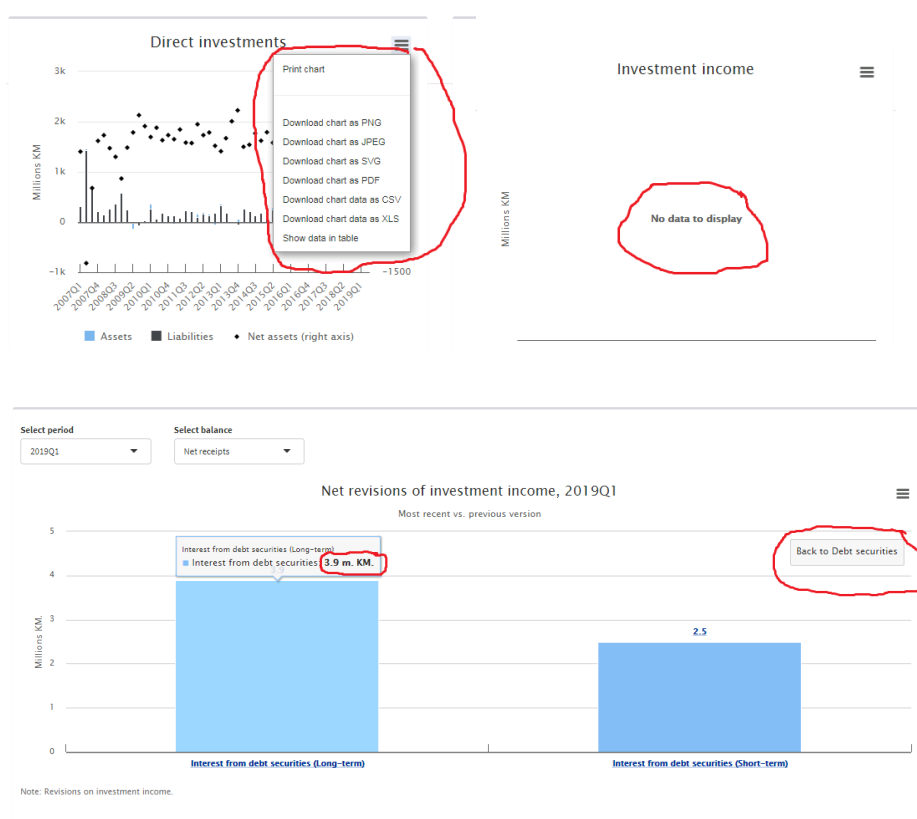 Direct investments
Print chart
Download chart as PNG
Download chart as JPEG
Download chart as SVG
Download chart as PDF
Download chart data as CSV
Download chart data as XLS
Show data in table
Millions KM
3k
2k
1k
0
-1k
-1500
2007Q1
2007Q4
2008Q3
2009Q2
2010Q1
2010Q4
2011Q3
2012Q2
2013Q1
2013Q4
2014Q3
2015Q2
2016Q1
2016Q4
2017Q3
2018Q2
2019Q1
Assets Liabilities Net assets (right axis)
Investment income
Millions KM
No data to display
Select period
2019Q1
Select balance
Net receipts
Net revisions of investment income, 2019Q1
Most recent vs. previous version
Back to Debt securities
Millions KM.
5
4
3
2
1
0
Interest from debt securities (Long-term)
Interest from debt securities: 3.9 m. KM.
2.5
Interest from debt securities (Long-term)
Interest from debt securities (Short-term)
Note: Revisions on investment income.